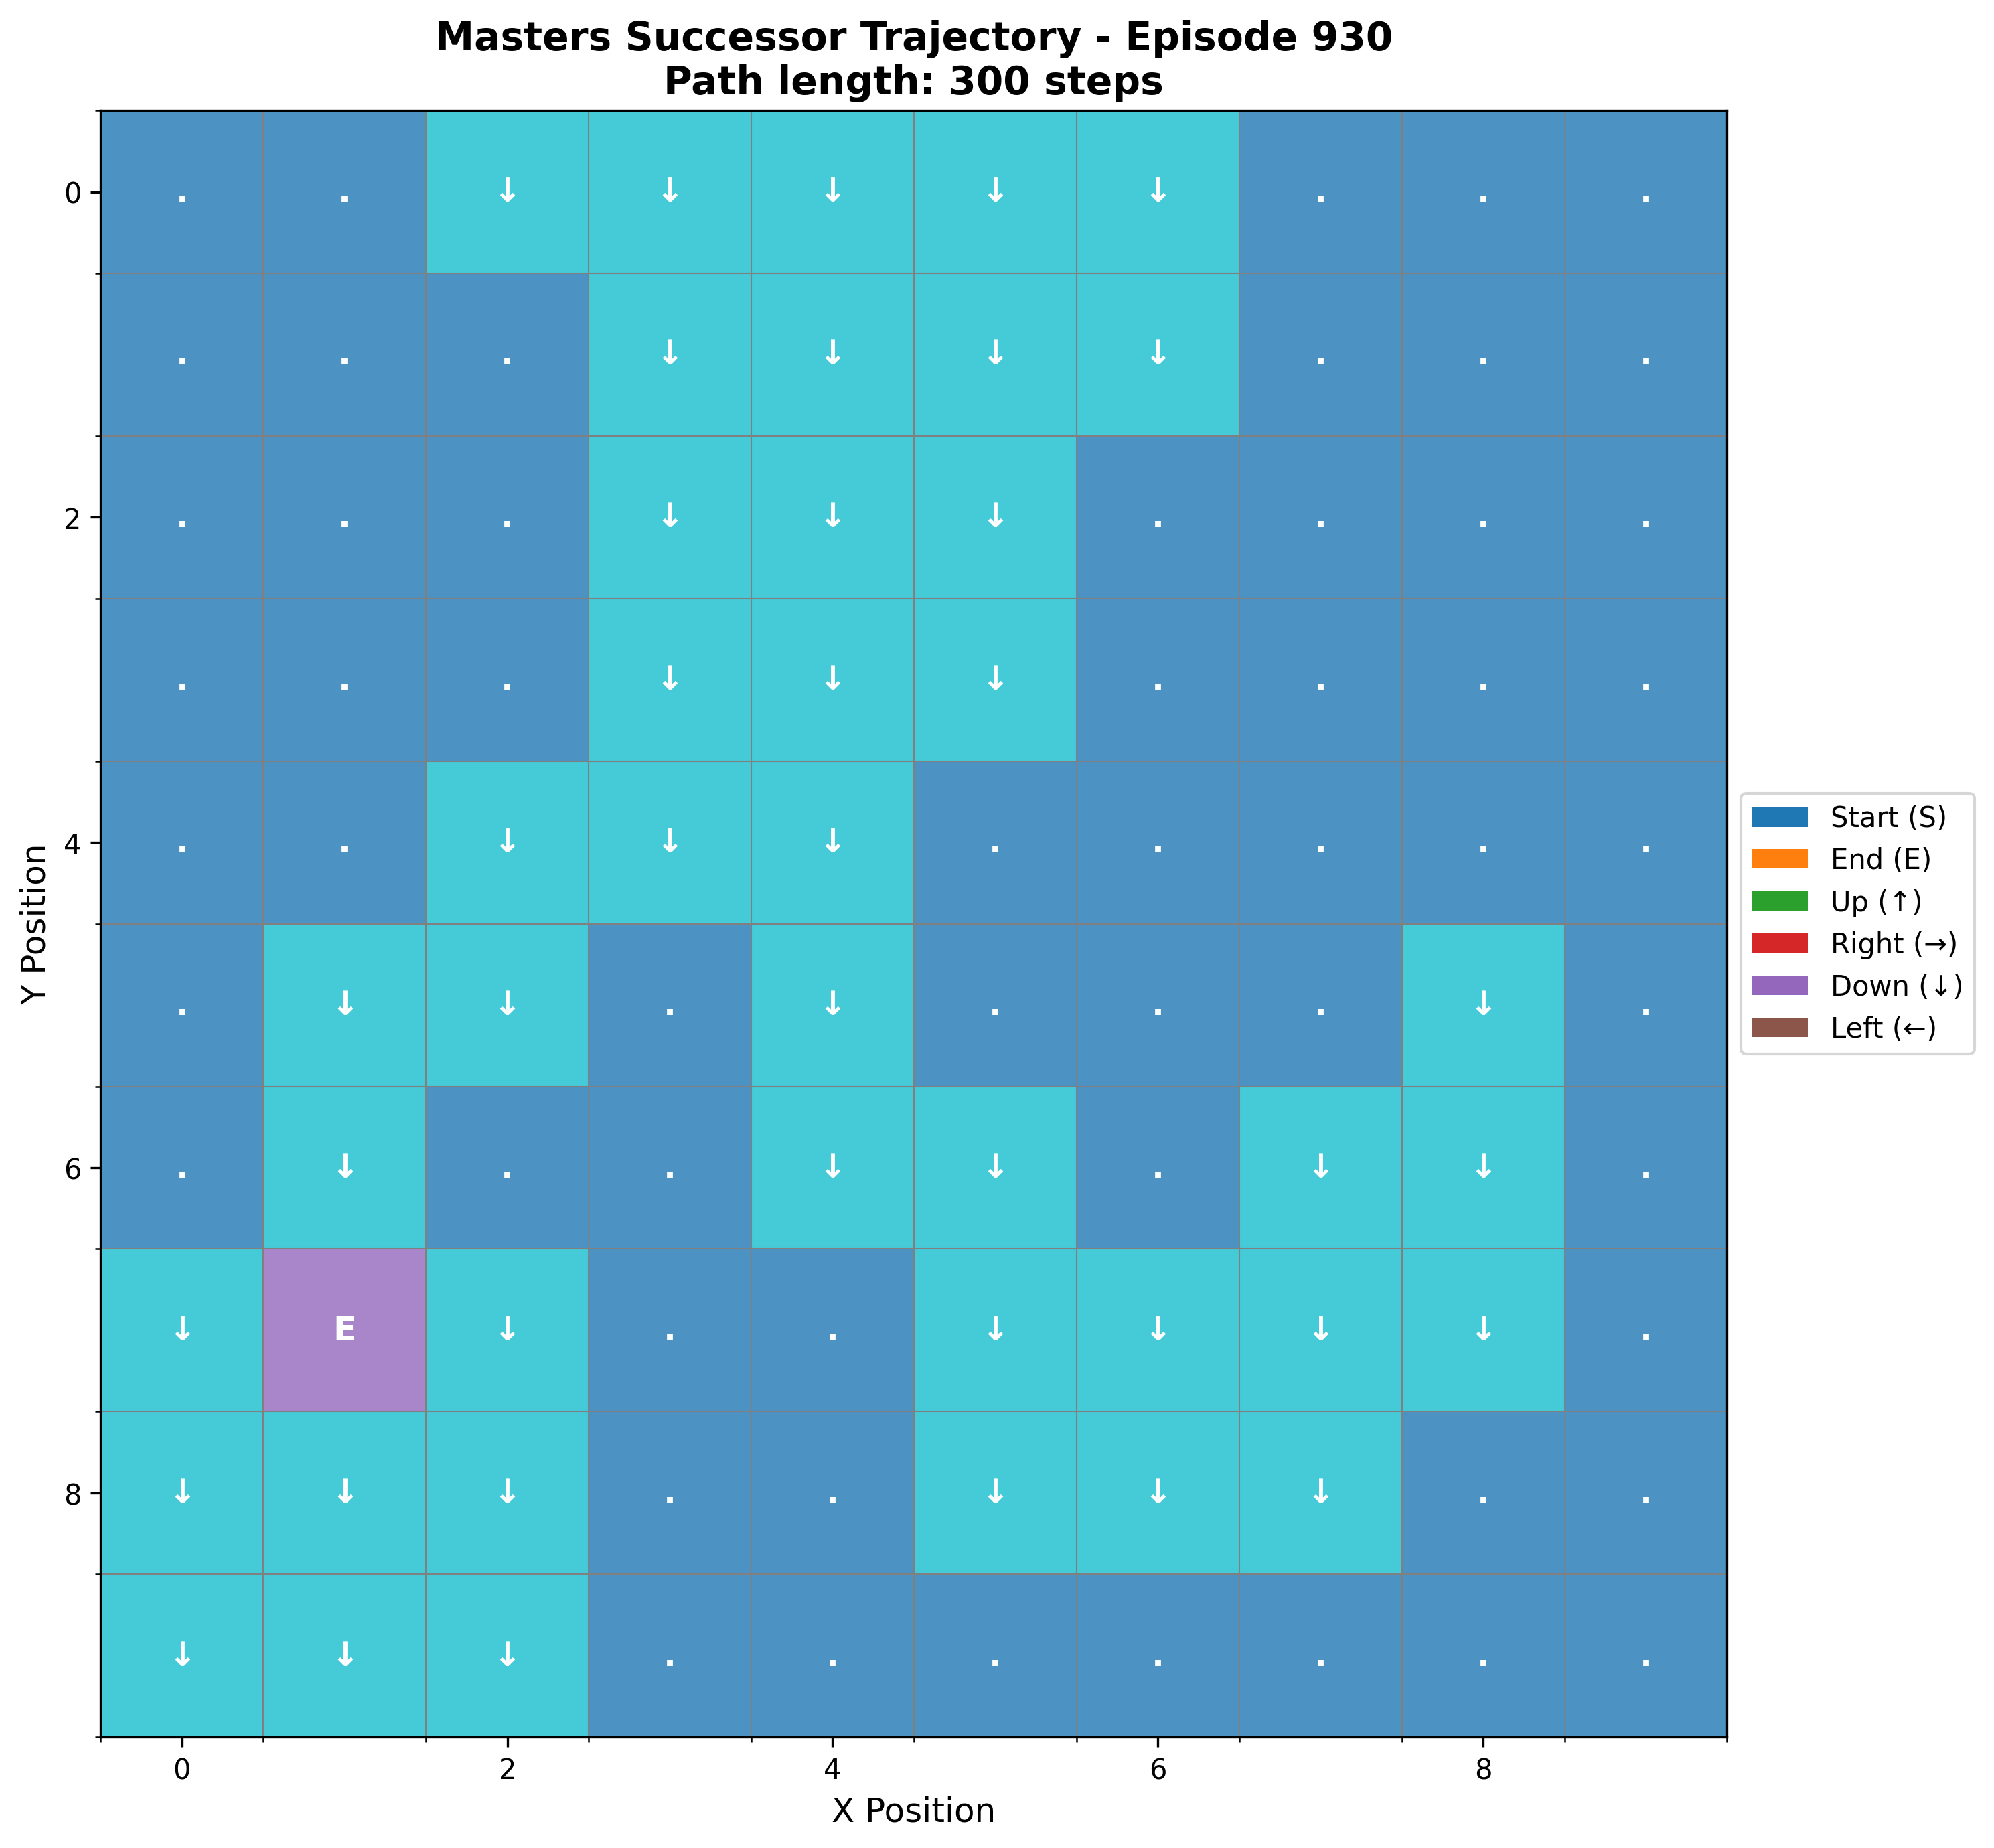 Masters Successor Trajectory - Episode 930
Path length: 300 steps
0 . . ↓ ↓ ↓ ↓ ↓ . . .
. . . ↓ ↓ ↓ ↓ . . .
2 . . . ↓ ↓ ↓ . . . .
. . . ↓ ↓ ↓ . . . .
4 . . ↓ ↓ ↓ . . . . .
. ↓ ↓ . ↓ . . . ↓ .
6 . ↓ . . ↓ ↓ . ↓ ↓ .
↓ E ↓ . . ↓ ↓ ↓ ↓ .
8 ↓ ↓ ↓ . . ↓ ↓ ↓ . .
↓ ↓ ↓ . . . . . . .
0 2 4 6 8
X Position
Y Position
Start (S)
End (E)
Up (↑)
Right (→)
Down (↓)
Left (←)